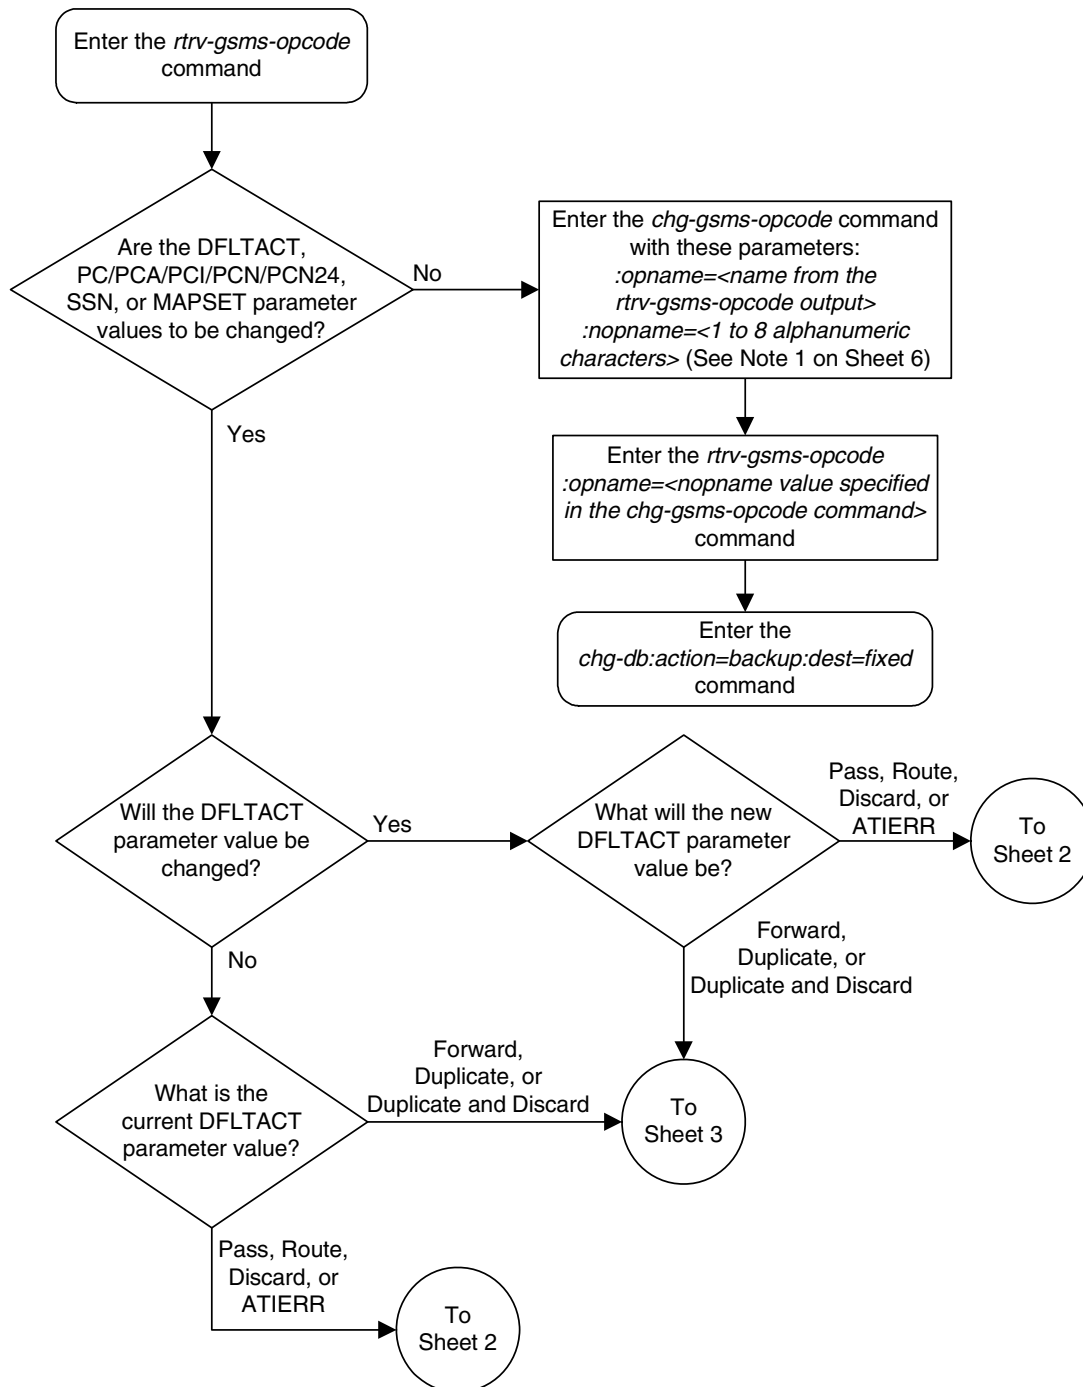 Enter the rtrv-gsms-opcode
command
Are the DFLTACT,
PC/PCA/PCI/PCN/PCN24,
SSN, or MAPSET parameter
values to be changed?
No
Enter the chg-gsms-opcode command
with these parameters:
:opname=<name from the
rtrv-gsms-opcode output>
:nopname=<1 to 8 alphanumeric
characters> (See Note 1 on Sheet 6)
Yes
Enter the rtrv-gsms-opcode
:opname=<nopname value specified
in the chg-gsms-opcode command>
command
Enter the
chg-db:action=backup:dest=fixed
command
Will the DFLTACT
parameter value be
changed?
Yes
What will the new
DFLTACT parameter
value be?
Pass, Route,
Discard, or
ATIERR
To
Sheet 2
No
Forward,
Duplicate, or
Duplicate and Discard
What is the
current DFLTACT
parameter value?
Forward,
Duplicate, or
Duplicate and Discard
To
Sheet 3
Pass, Route,
Discard, or
ATIERR
To
Sheet 2